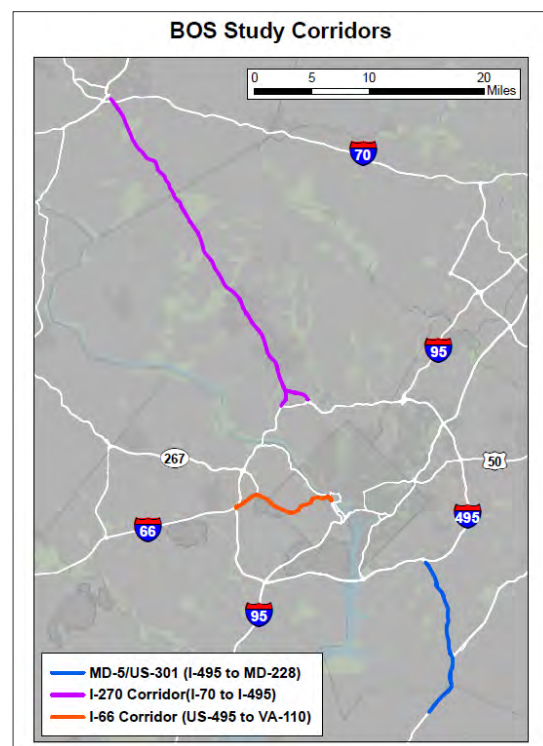 BOS Study Corridors
0 5 10 20
Miles
70
95
267
50
66
495
95
MD-5/US-301 (I-495 to MD-228)
I-270 Corridor(I-70 to I-495)
I-66 Corridor (US-495 to VA-110)